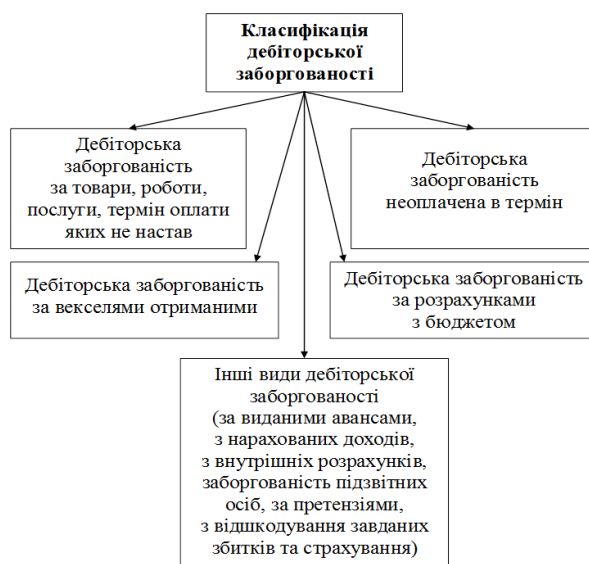 Класифікація
дебіторської
заборгованості
Дебіторська
заборгованість
за товари, роботи,
послуги, термін оплати
яких не настав
Дебіторська
заборгованість
неоплачена в термін
Дебіторська заборгованість
за векселями отриманими
Дебіторська заборгованість
за розрахунками
з бюджетом
Інші види дебіторської
заборгованості
(за виданими авансами,
з нарахованих доходів,
з внутрішніх розрахунків,
заборгованість підзвітних
осіб, за претензіями,
з відшкодування завданих
збитків та страхування)